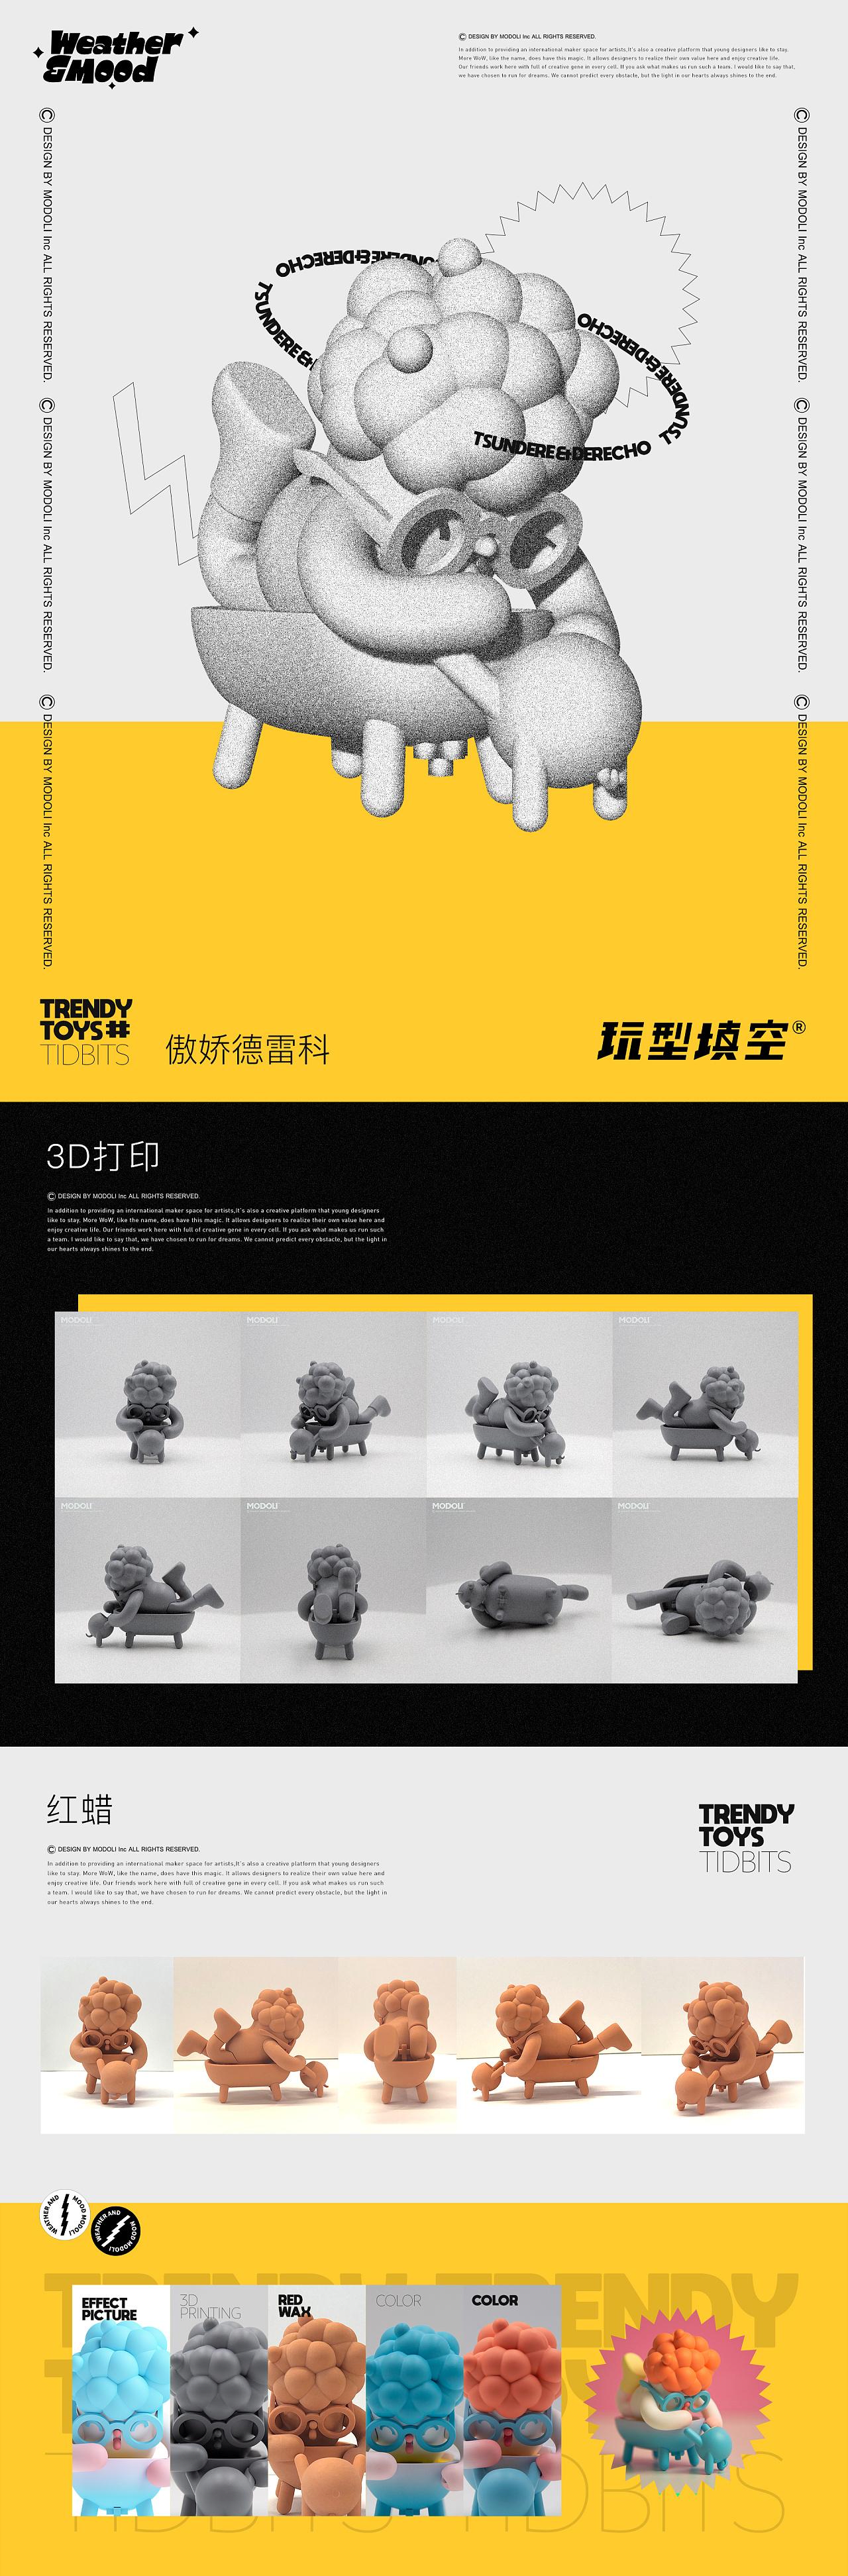 Weather
&Mood
© DESIGN BY MODOLI Inc ALL RIGHTS RESERVED.
In addition to providing an international maker space for artists,It's also a creative platform that young designers like to stay.
More WoW, like the name, does have this magic. It allows designers to realize their own value here and enjoy creative life.
Our friends work here with full of creative gene in every cell. If you ask what makes us run such a team. I would like to say that,
we have chosen to run for dreams. We cannot predict every obstacle, but the light in our hearts always shines to the end.
© DESIGN BY MODOLI Inc ALL RIGHTS RESERVED.
© DESIGN BY MODOLI Inc ALL RIGHTS RESERVED.
© DESIGN BY MODOLI Inc ALL RIGHTS RESERVED.
© DESIGN BY MODOLI Inc ALL RIGHTS RESERVED.
© DESIGN BY MODOLI Inc ALL RIGHTS RESERVED.
© DESIGN BY MODOLI Inc ALL RIGHTS RESERVED.
TSUNDERE&DERECHO
TSUNDERE&
TSUNDERE&DERECHO
TSUNDERE&DERECHO
TRENDY
TOYS#
TIDBITS
傲娇德雷科
玩型填空®
3D打印
© DESIGN BY MODOLI Inc ALL RIGHTS RESERVED.
In addition to providing an international maker space for artists,It's also a creative platform that young designers
like to stay. More WoW, like the name, does have this magic. It allows designers to realize their own value here and
enjoy creative life. Our friends work here with full of creative gene in every cell. If you ask what makes us run such
a team. I would like to say that, we have chosen to run for dreams. We cannot predict every obstacle, but the light in
our hearts always shines to the end.
MODOLI
MODOLI
MODOLI
MODOLI
MODOLI
MODOLI
MODOLI
MODOLI
红蜡
© DESIGN BY MODOLI Inc ALL RIGHTS RESERVED.
In addition to providing an international maker space for artists,It's also a creative platform that young designers
like to stay. More WoW, like the name, does have this magic. It allows designers to realize their own value here and
enjoy creative life. Our friends work here with full of creative gene in every cell. If you ask what makes us run such
a team. I would like to say that, we have chosen to run for dreams. We cannot predict every obstacle, but the light in
our hearts always shines to the end.
TRENDY
TOYS
TIDBITS
WEATHER AND MOOD MODOLI
WEATHER AND MOOD MODOLI
EFFECT
PICTURE
3D
PRINTING
RED
WAX
COLOR
COLOR
TRENDY
TIDBITS